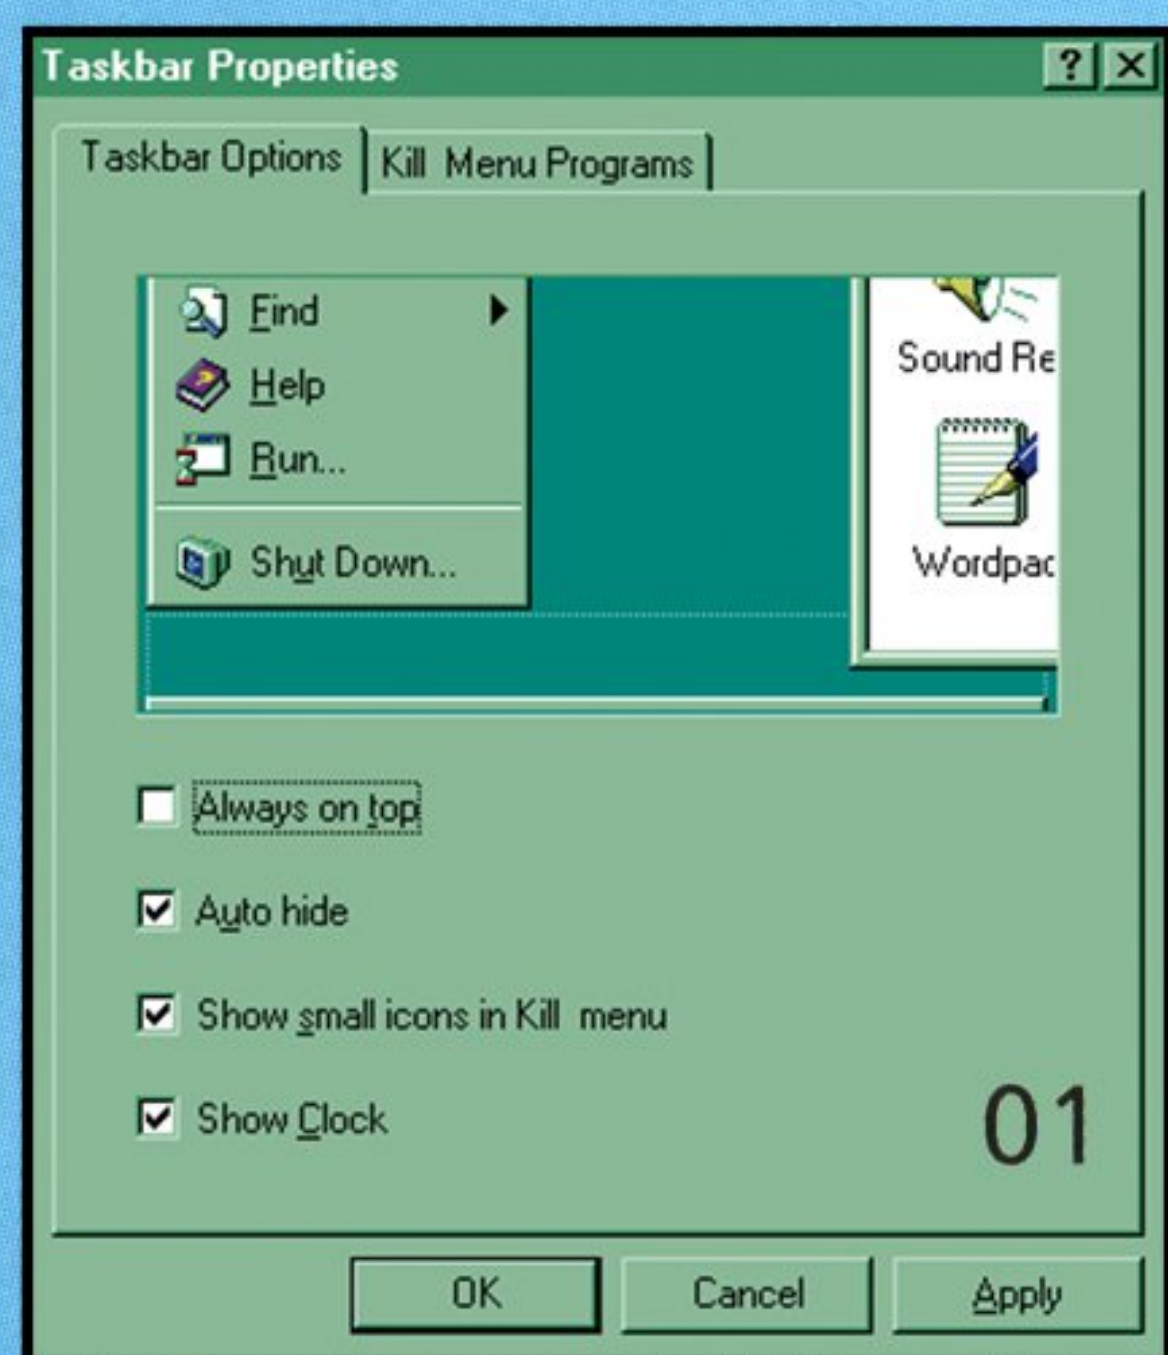 Taskbar Properties
Taskbar Options
Kill Menu Programs
Find
Help
Run...
Shut Down...
Sound Re
Wordpad
Always on top
Auto hide
Show small icons in Kill menu
Show Clock
01
OK
Cancel
Apply